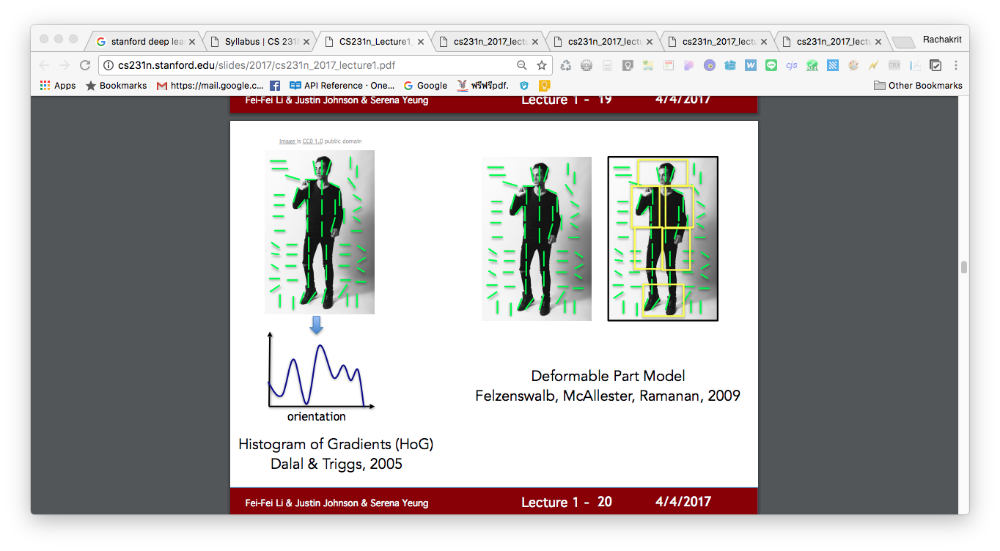 stanford deep lea
Syllabus | CS 231
CS231n_Lecture1_
cs231n_2017_lectu
cs231n_2017_lectu
cs231n_2017_lectu
cs231n_2017_lectu
Rachakrit
cs231n.stanford.edu/slides/2017/cs231n_2017_lecture1.pdf
Apps
Bookmarks
https://mail.google.c...
API Reference · One...
Google
ฟรีฟรีpdf.
Other Bookmarks
Fei-Fei Li & Justin Johnson & Serena Yeung
Lecture 1 - 19
4/4/2017
Image is CC0 1.0 public domain
orientation
Histogram of Gradients (HoG)
Dalal & Triggs, 2005
Deformable Part Model
Felzenswalb, McAllester, Ramanan, 2009
Fei-Fei Li & Justin Johnson & Serena Yeung
Lecture 1 - 20
4/4/2017